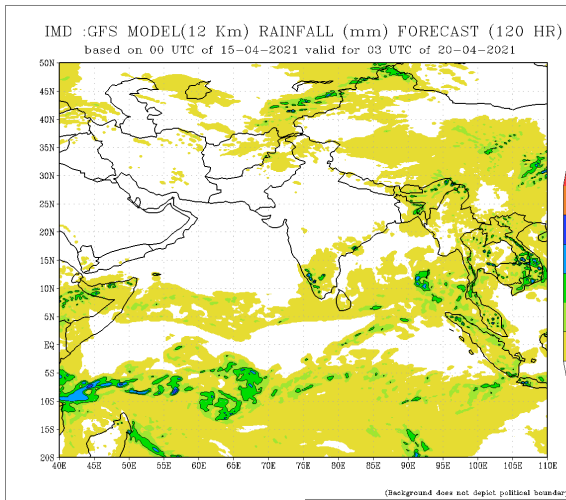 IMD :GFS MODEL(12 Km) RAINFALL (mm) FORECAST (120 HR)
based on 00 UTC of 15-04-2021 valid for 03 UTC of 20-04-2021
50N
45N
40N
35N
30N
25N
20N
15N
10N
5N
EQ
5S
10S
15S
20S
40E 45E 50E 55E 60E 65E 70E 75E 80E 85E 90E 95E 100E 105E 110E
(Background does not depict political boundary